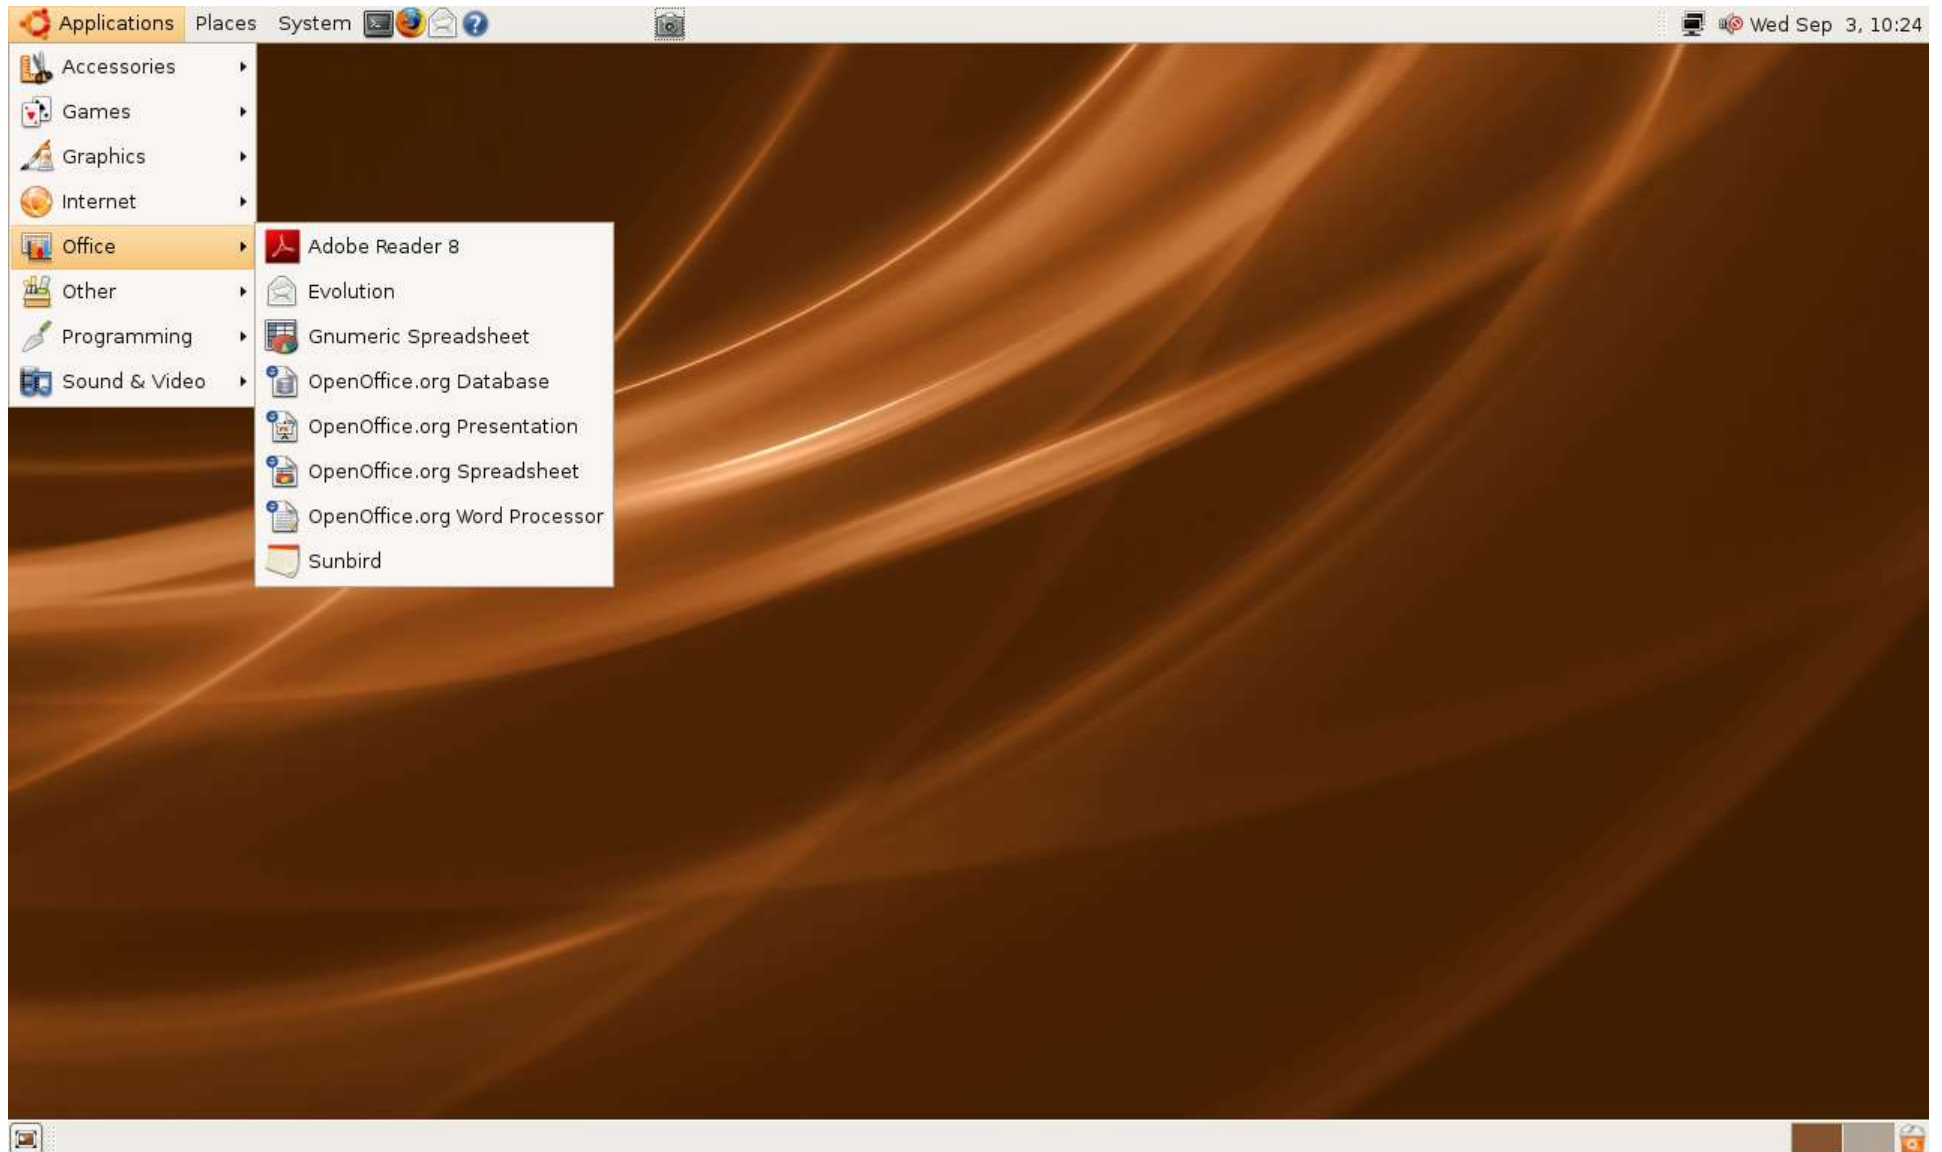 Applications Places System Wed Sep 3, 10:24
Accessories
Games
Graphics
Internet
Office
Other
Programming
Sound & Video
Adobe Reader 8
Evolution
Gnumeric Spreadsheet
OpenOffice.org Database
OpenOffice.org Presentation
OpenOffice.org Spreadsheet
OpenOffice.org Word Processor
Sunbird